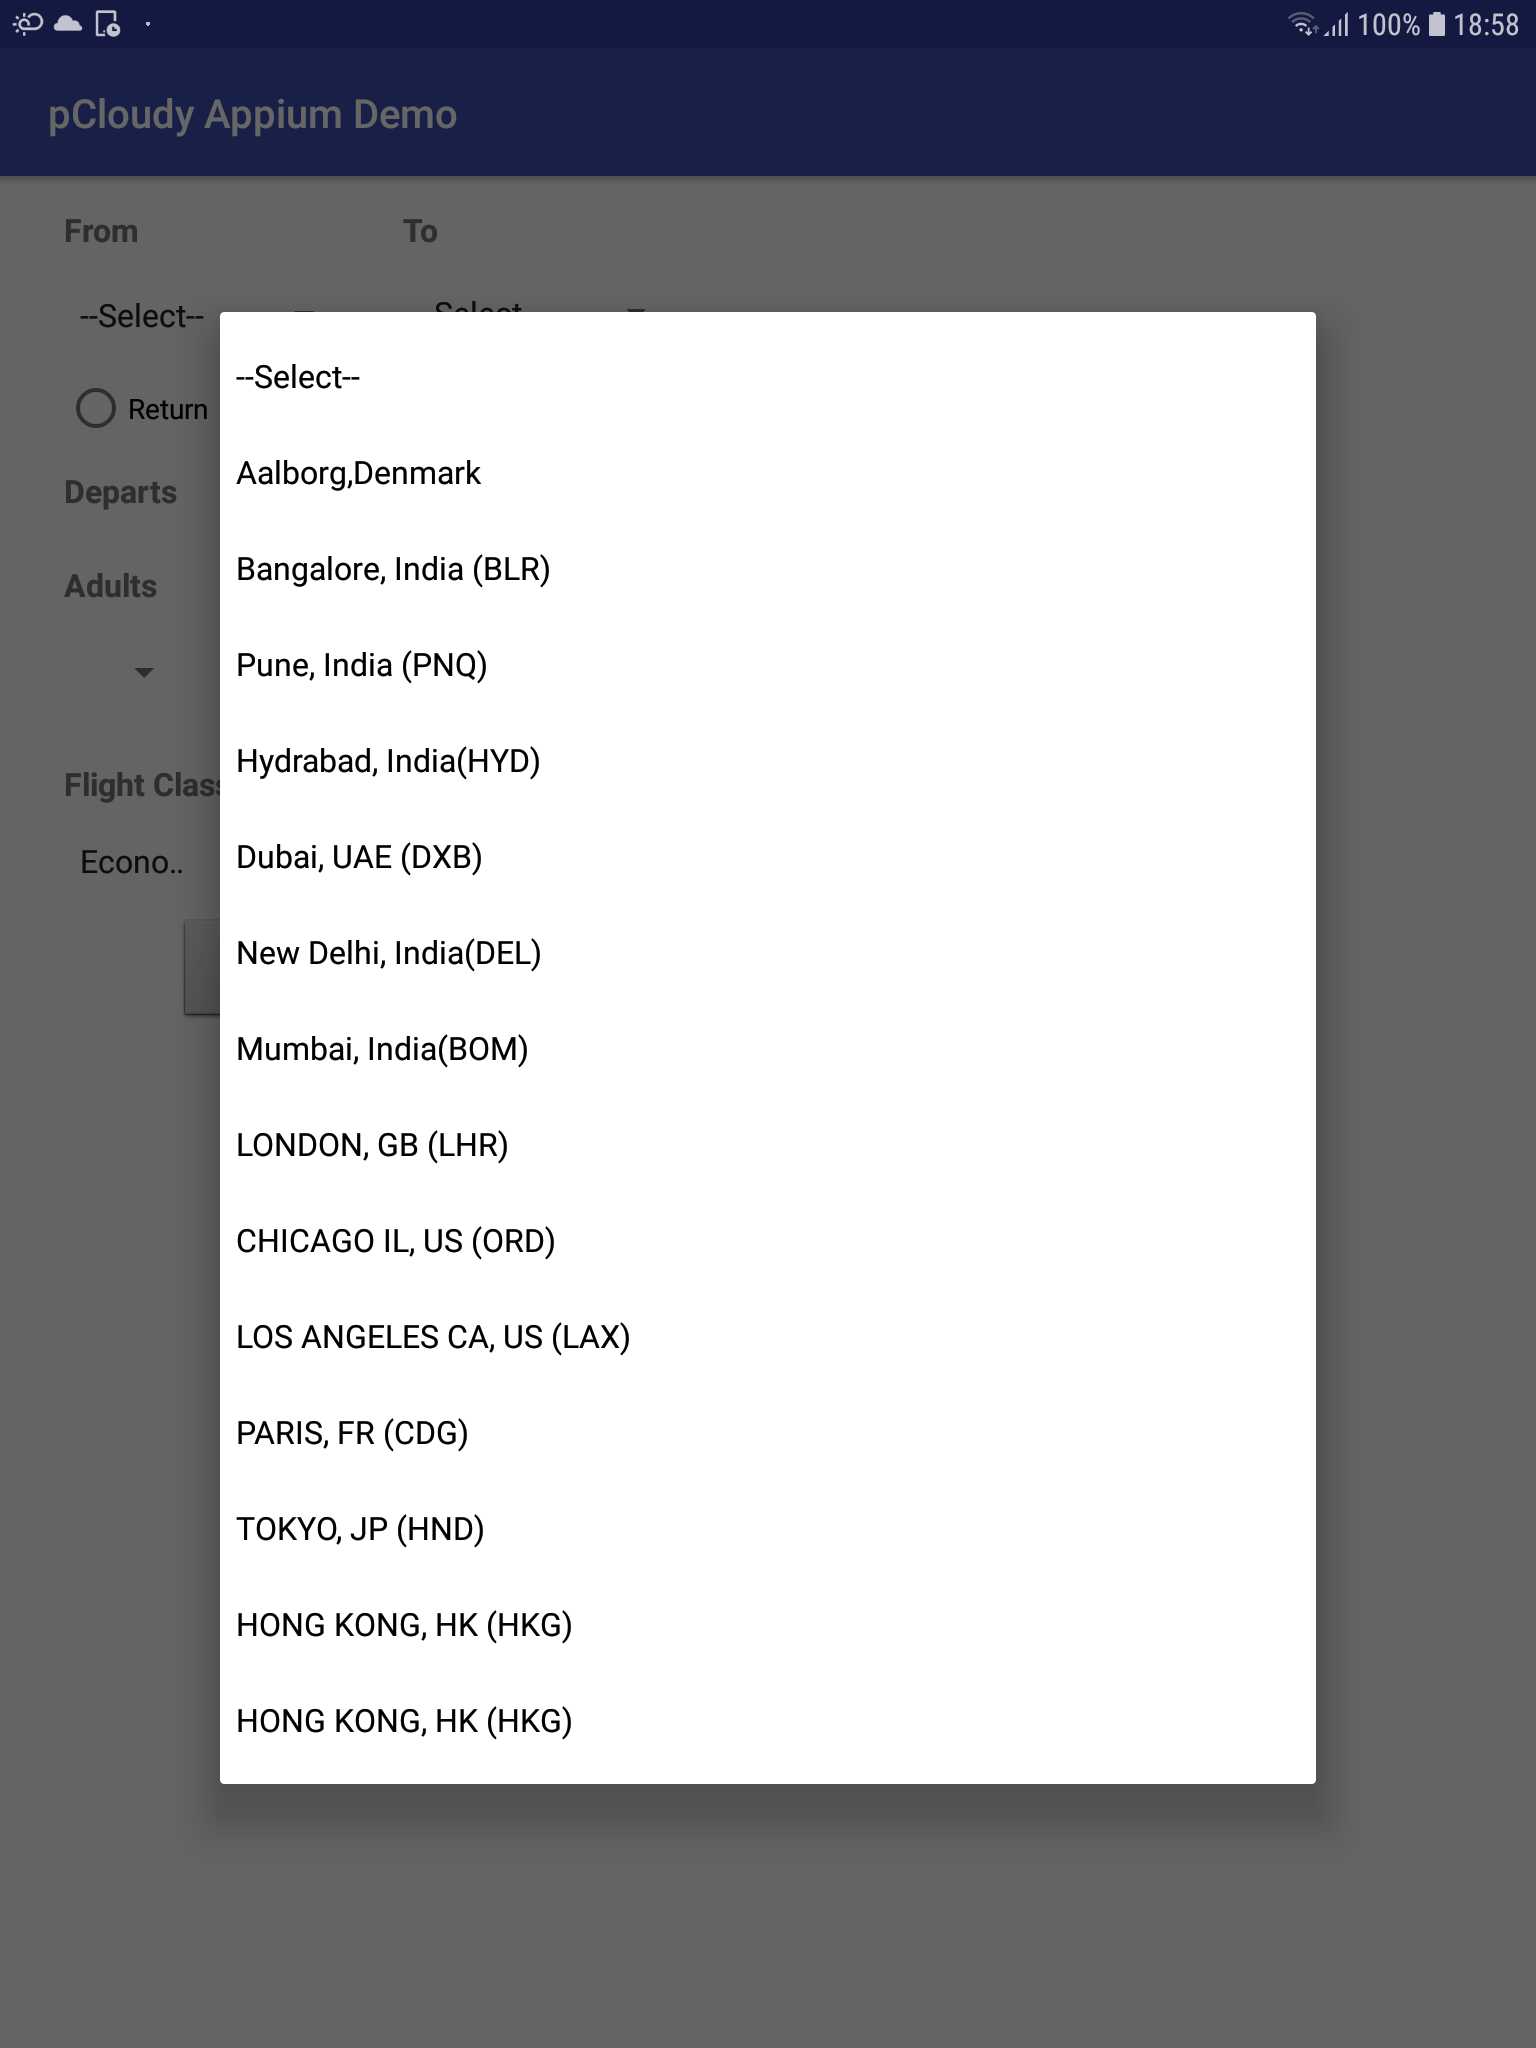 100% 18:58
pCloudy Appium Demo
From To
--Select--
Return
Departs
Adults
Flight Class
Econo..
--Select--
Aalborg,Denmark
Bangalore, India (BLR)
Pune, India (PNQ)
Hydrabad, India(HYD)
Dubai, UAE (DXB)
New Delhi, India(DEL)
Mumbai, India(BOM)
LONDON, GB (LHR)
CHICAGO IL, US (ORD)
LOS ANGELES CA, US (LAX)
PARIS, FR (CDG)
TOKYO, JP (HND)
HONG KONG, HK (HKG)
HONG KONG, HK (HKG)